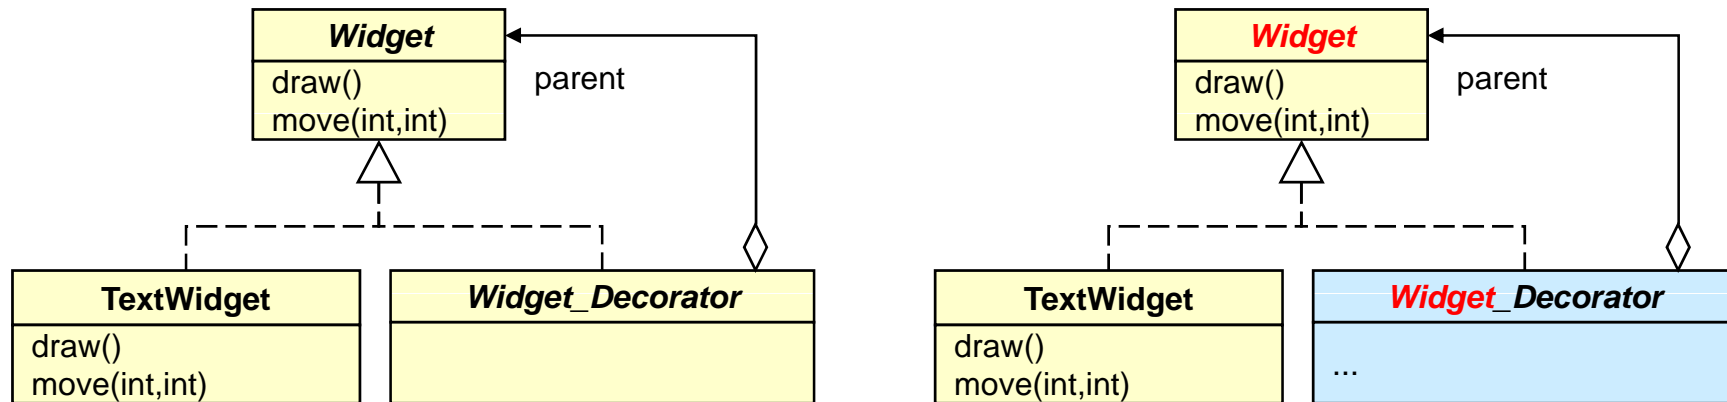 Widget
draw()
move(int,int)
parent
TextWidget
draw()
move(int,int)
Widget_Decorator
Widget
draw()
move(int,int)
parent
TextWidget
draw()
move(int,int)
Widget_Decorator
...